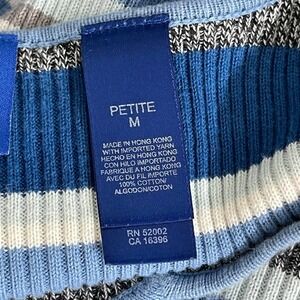 PETITE
M
MADE IN HONG KONG
WITH IMPORTED YARN
HECHO EN HONG KONG
CON HILO IMPORTADO
FABRIQUE A HONG KONG
AVEC DU FIL IMPORTE
100% COTTON/
ALGODON/COTON
RN 52002
CA 16396